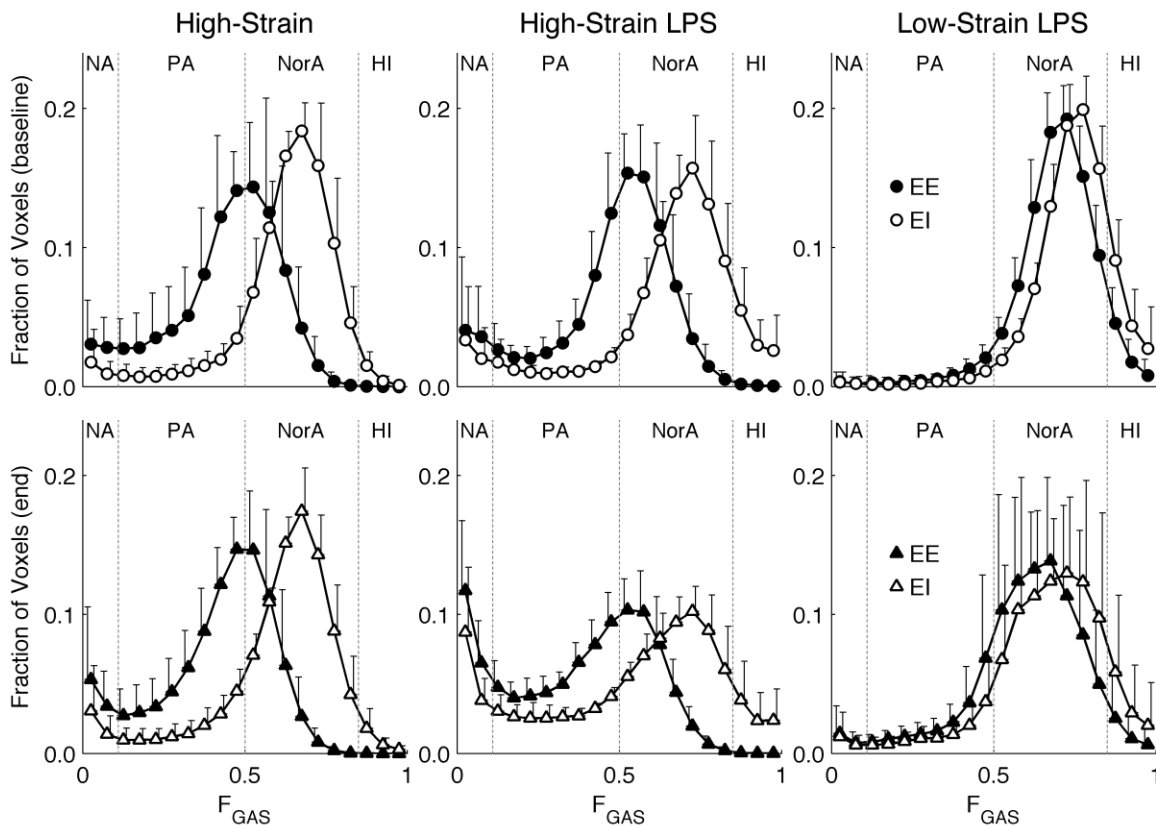 High-Strain
High-Strain LPS
Low-Strain LPS
Fraction of Voxels (baseline)
NA PA NorA HI
NA PA NorA HI
NA PA NorA HI
0.2
0.1
0.0
0.2
0.1
0.0
0.2
0.1
0.0
EE
EI
Fraction of Voxels (end)
NA PA NorA HI
NA PA NorA HI
NA PA NorA HI
0.2
0.1
0.0
0.2
0.1
0.0
0.2
0.1
0.0
EE
EI
0 0.5 1
0 0.5 1
0 0.5 1
FGAS
FGAS
FGAS